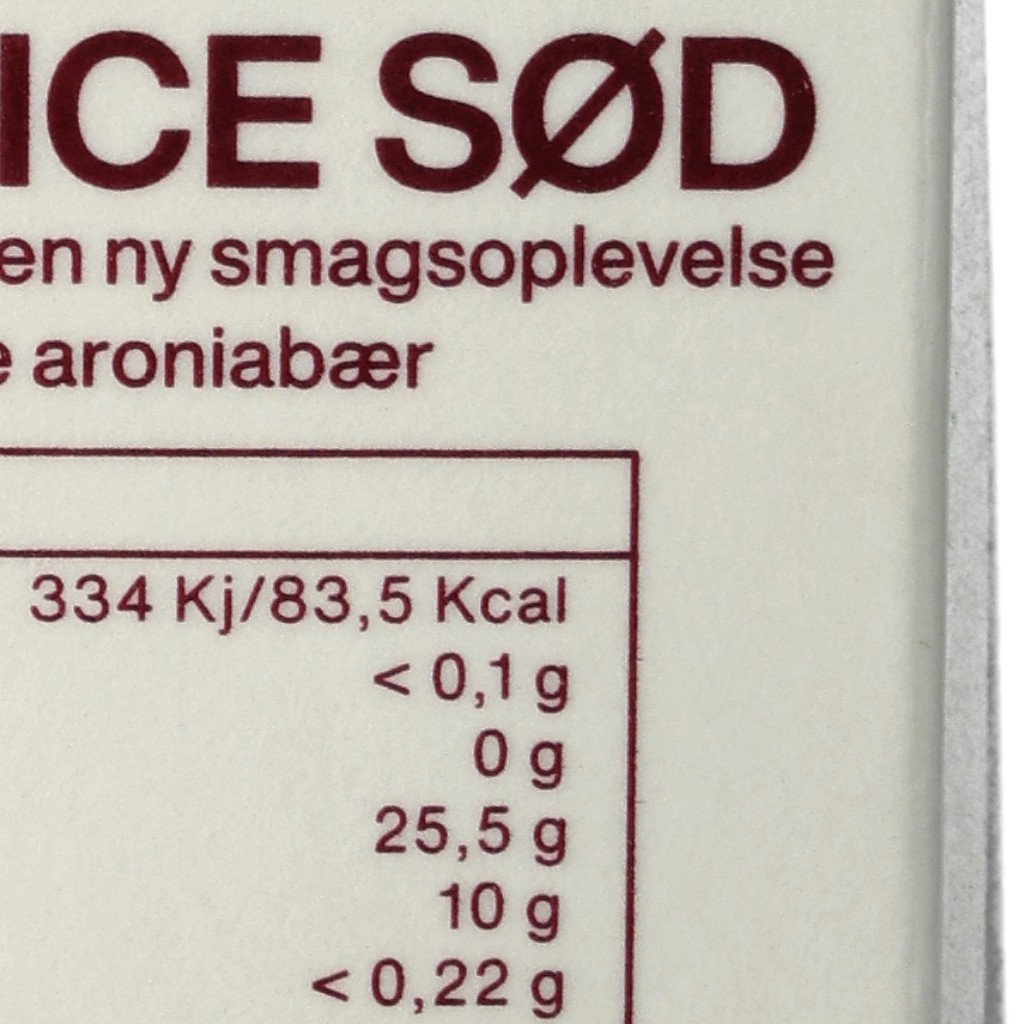 ICE SØD
en ny smagsoplevelse
e aroniabær
334 Kj/83,5 Kcal
< 0,1 g
0 g
25,5 g
10 g
< 0,22 g